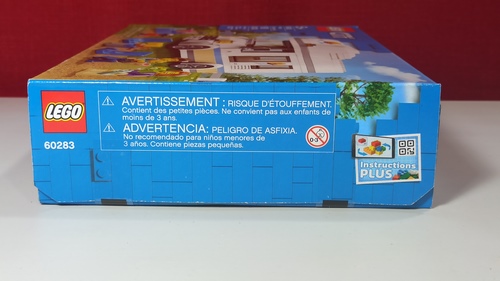 LEGO
60283
AVERTISSEMENT : RISQUE D'ÉTOUFFEMENT.
Contient des petites pièces. Ne convient pas aux enfants de
moins de 3 ans.
ADVERTENCIA: PELIGRO DE ASFIXIA.
No recomendado para niños menores de
3 años. Contiene piezas pequeñas.
0-3
Instructions
PLUS